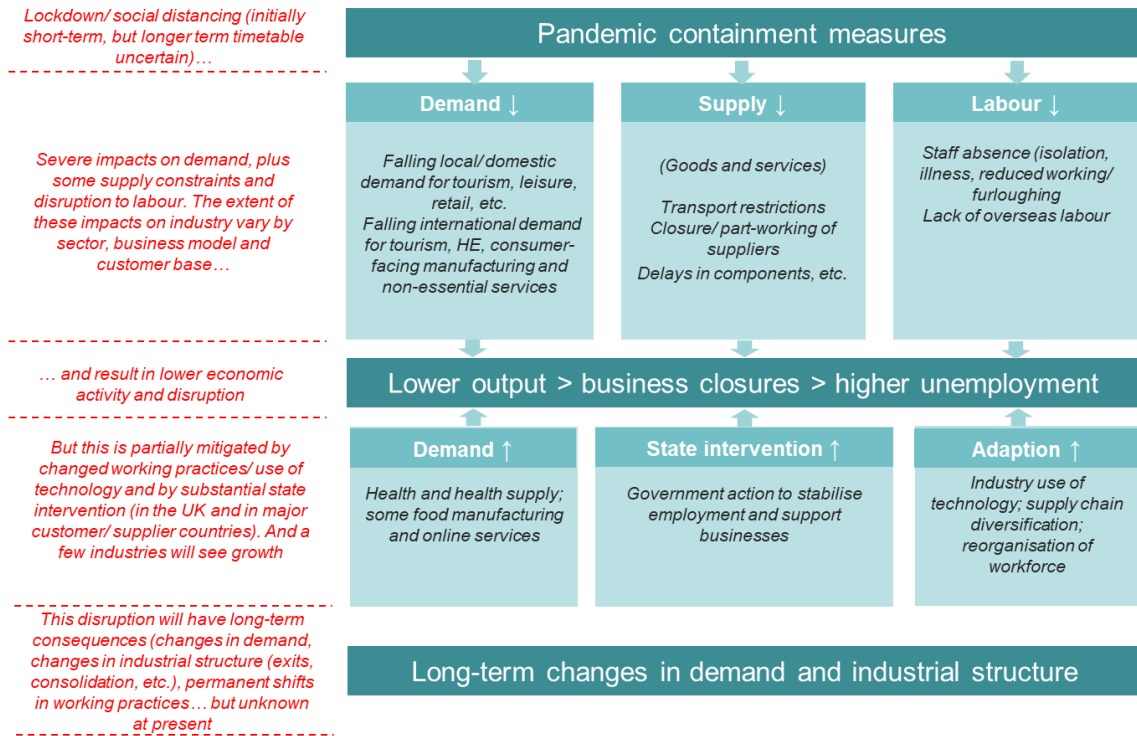 Lockdown/ social distancing (initially
short-term, but longer term timetable
uncertain)…
Pandemic containment measures
Severe impacts on demand, plus
some supply constraints and
disruption to labour. The extent of
these impacts on industry vary by
sector, business model and
customer base…
Demand ↓
Falling local/ domestic
demand for tourism, leisure,
retail, etc.
Falling international demand
for tourism, HE, consumer-
facing manufacturing and
non-essential services
Supply ↓
(Goods and services)
Transport restrictions
Closure/ part-working of
suppliers
Delays in components, etc.
Labour ↓
Staff absence (isolation,
illness, reduced working/
furloughing
Lack of overseas labour
… and result in lower economic
activity and disruption
Lower output > business closures > higher unemployment
But this is partially mitigated by
changed working practices/ use of
technology and by substantial state
intervention (in the UK and in major
customer/ supplier countries). And a
few industries will see growth
Demand ↑
Health and health supply;
some food manufacturing
and online services
State intervention ↑
Government action to stabilise
employment and support
businesses
Adaption ↑
Industry use of
technology; supply chain
diversification;
reorganisation of
workforce
This disruption will have long-term
consequences (changes in demand,
changes in industrial structure (exits,
consolidation, etc.), permanent shifts
in working practices… but unknown
at present
Long-term changes in demand and industrial structure